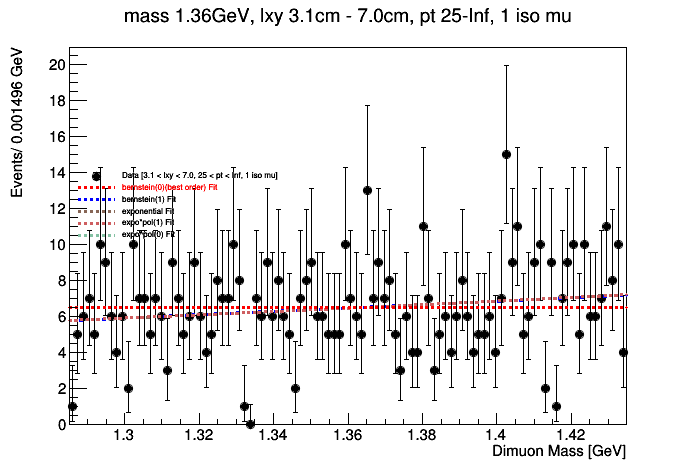 mass 1.36GeV, lxy 3.1cm - 7.0cm, pt 25-Inf, 1 iso mu
Events/ 0.001496 GeV
20
18
16
14
12
10
8
6
4
2
0
Data [3.1 < lxy < 7.0, 25 < pt < Inf, 1 iso mu]
bernstein(0)(best order) Fit
bernstein(1) Fit
exponential Fit
expo*pol(1) Fit
expo*pol(0) Fit
1.3
1.32
1.34
1.36
1.38
1.4
1.42
Dimuon Mass [GeV]